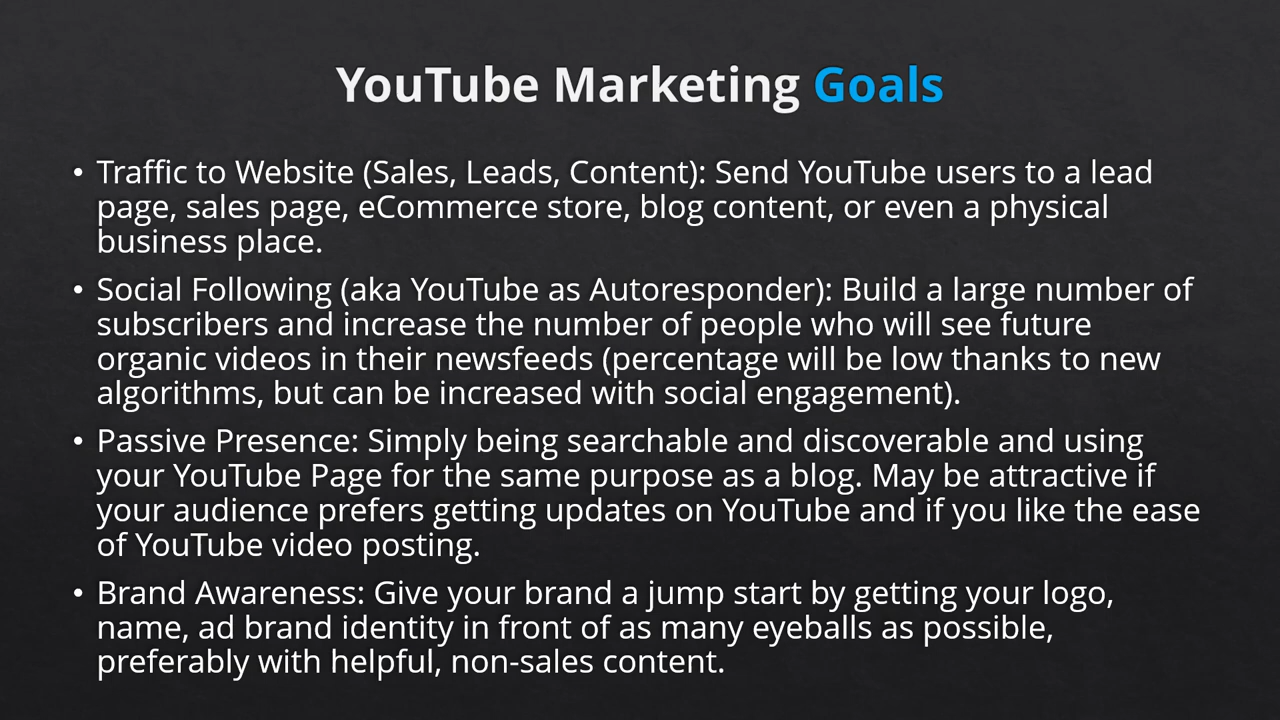 YouTube Marketing Goals
• Traffic to Website (Sales, Leads, Content): Send YouTube users to a lead
page, sales page, eCommerce store, blog content, or even a physical
business place.
• Social Following (aka YouTube as Autoresponder): Build a large number of
subscribers and increase the number of people who will see future
organic videos in their newsfeeds (percentage will be low thanks to new
algorithms, but can be increased with social engagement).
• Passive Presence: Simply being searchable and discoverable and using
your YouTube Page for the same purpose as a blog. May be attractive if
your audience prefers getting updates on YouTube and if you like the ease
of YouTube video posting.
• Brand Awareness: Give your brand a jump start by getting your logo,
name, ad brand identity in front of as many eyeballs as possible,
preferably with helpful, non-sales content.